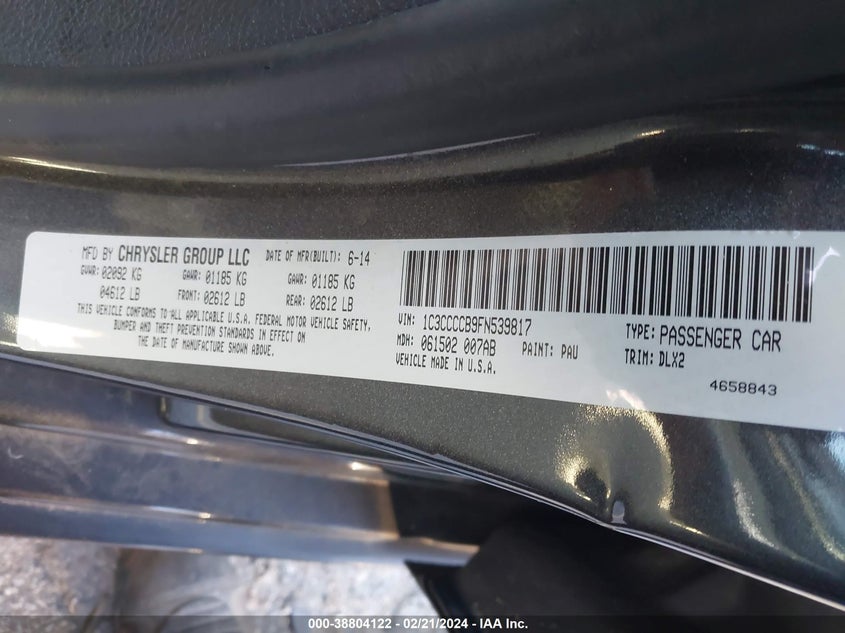 MFD BY CHRYSLER GROUP LLC DATE OF MFR(BUILT): 6-14
GVWR: 02092 KG GAWR: 01185 KG GAWR: 01185 KG
04612 LB FRONT: 02612 LB REAR: 02612 LB
THIS VEHICLE CONFORMS TO ALL APPLICABLE U.S.A. FEDERAL MOTOR VEHICLE SAFETY,
BUMPER AND THEFT PREVENTION STANDARDS IN EFFECT ON
THE DATE OF MANUFACTURE SHOWN ABOVE.
VIN: 1C3CCCCB9FN539817 TYPE: PASSENGER CAR
MDH: 061502 007AB PAINT: PAU TRIM: DLX2
VEHICLE MADE IN U.S.A.
4658843
000-38804122 - 02/21/2024 - IAA Inc.